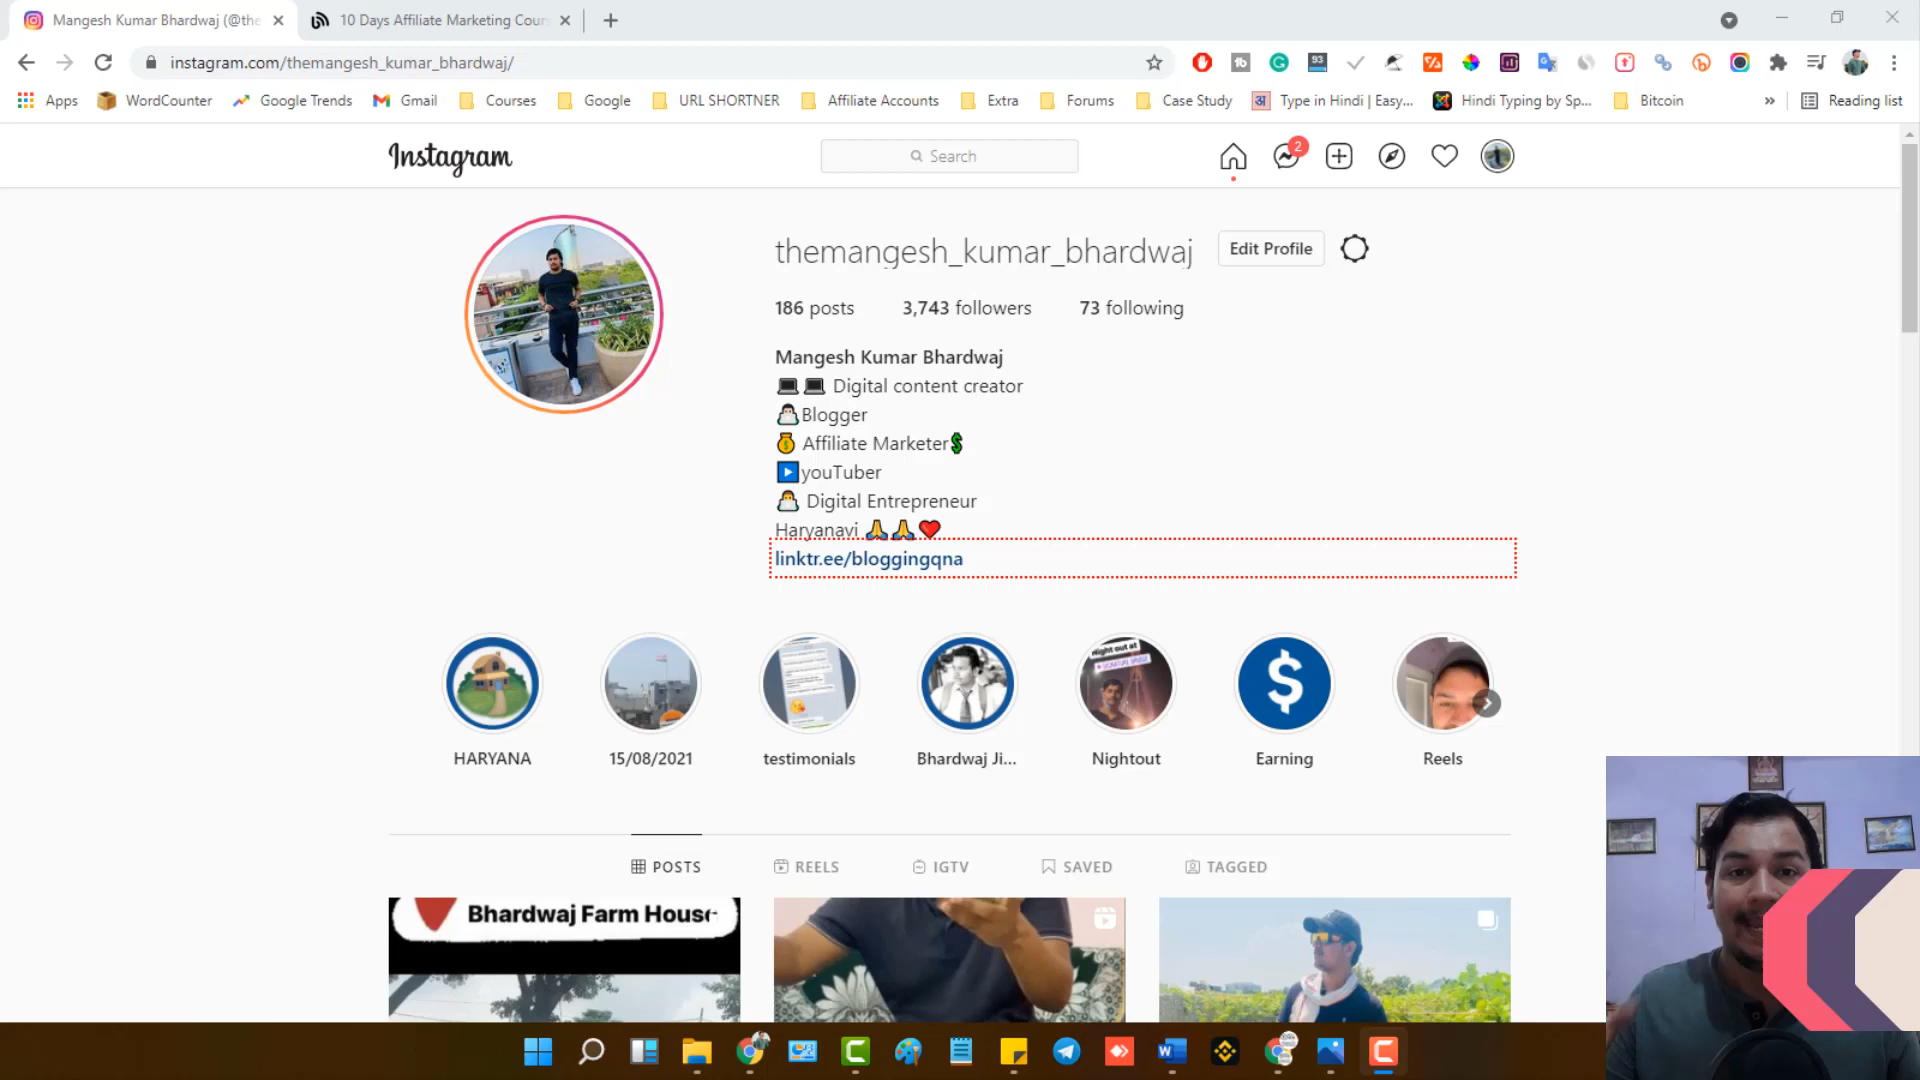 Mangesh Kumar Bhardwaj (@the
10 Days Affiliate Marketing Cour
instagram.com/themangesh_kumar_bhardwaj/
93
Apps
WordCounter
Google Trends
Gmail
Courses
Google
URL SHORTNER
Affiliate Accounts
Extra
Forums
Case Study
अ
Type in Hindi | Easy...
Hindi Typing by Sp...
Bitcoin
»
Reading list
Instagram
Search
2
themangesh_kumar_bhardwaj
Edit Profile
186 posts
3,743 followers
73 following
Mangesh Kumar Bhardwaj
💻💻 Digital content creator
👨‍💻Blogger
💰 Affiliate Marketer💲
▶️youTuber
👨‍💻 Digital Entrepreneur
Haryanavi 🙏🙏❤️
linktr.ee/bloggingqna
Night out at
HARYANA
15/08/2021
testimonials
Bhardwaj Ji...
Nightout
Earning
Reels
POSTS
REELS
IGTV
SAVED
TAGGED
Bhardwaj Farm House